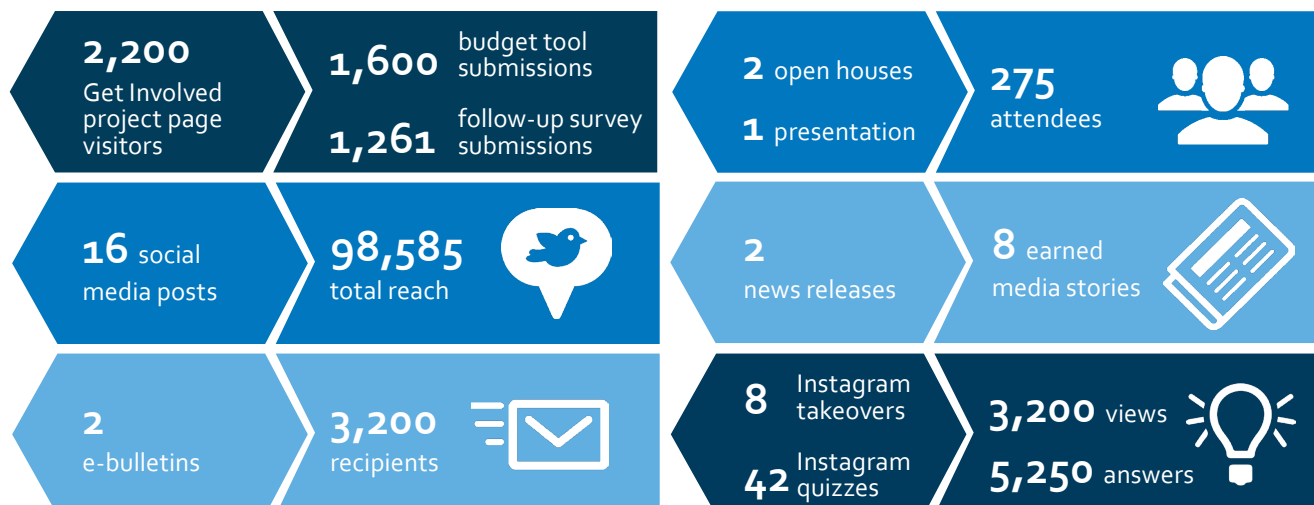 2,200
Get Involved
project page
visitors
1,600 budget tool
submissions
1,261 follow-up survey
submissions
2 open houses
1 presentation
275
attendees
16 social
media posts
98,585
total reach
2
news releases
8 earned
media stories
2
e-bulletins
3,200
recipients
8 Instagram
takeovers
42 Instagram
quizzes
3,200 views
5,250 answers